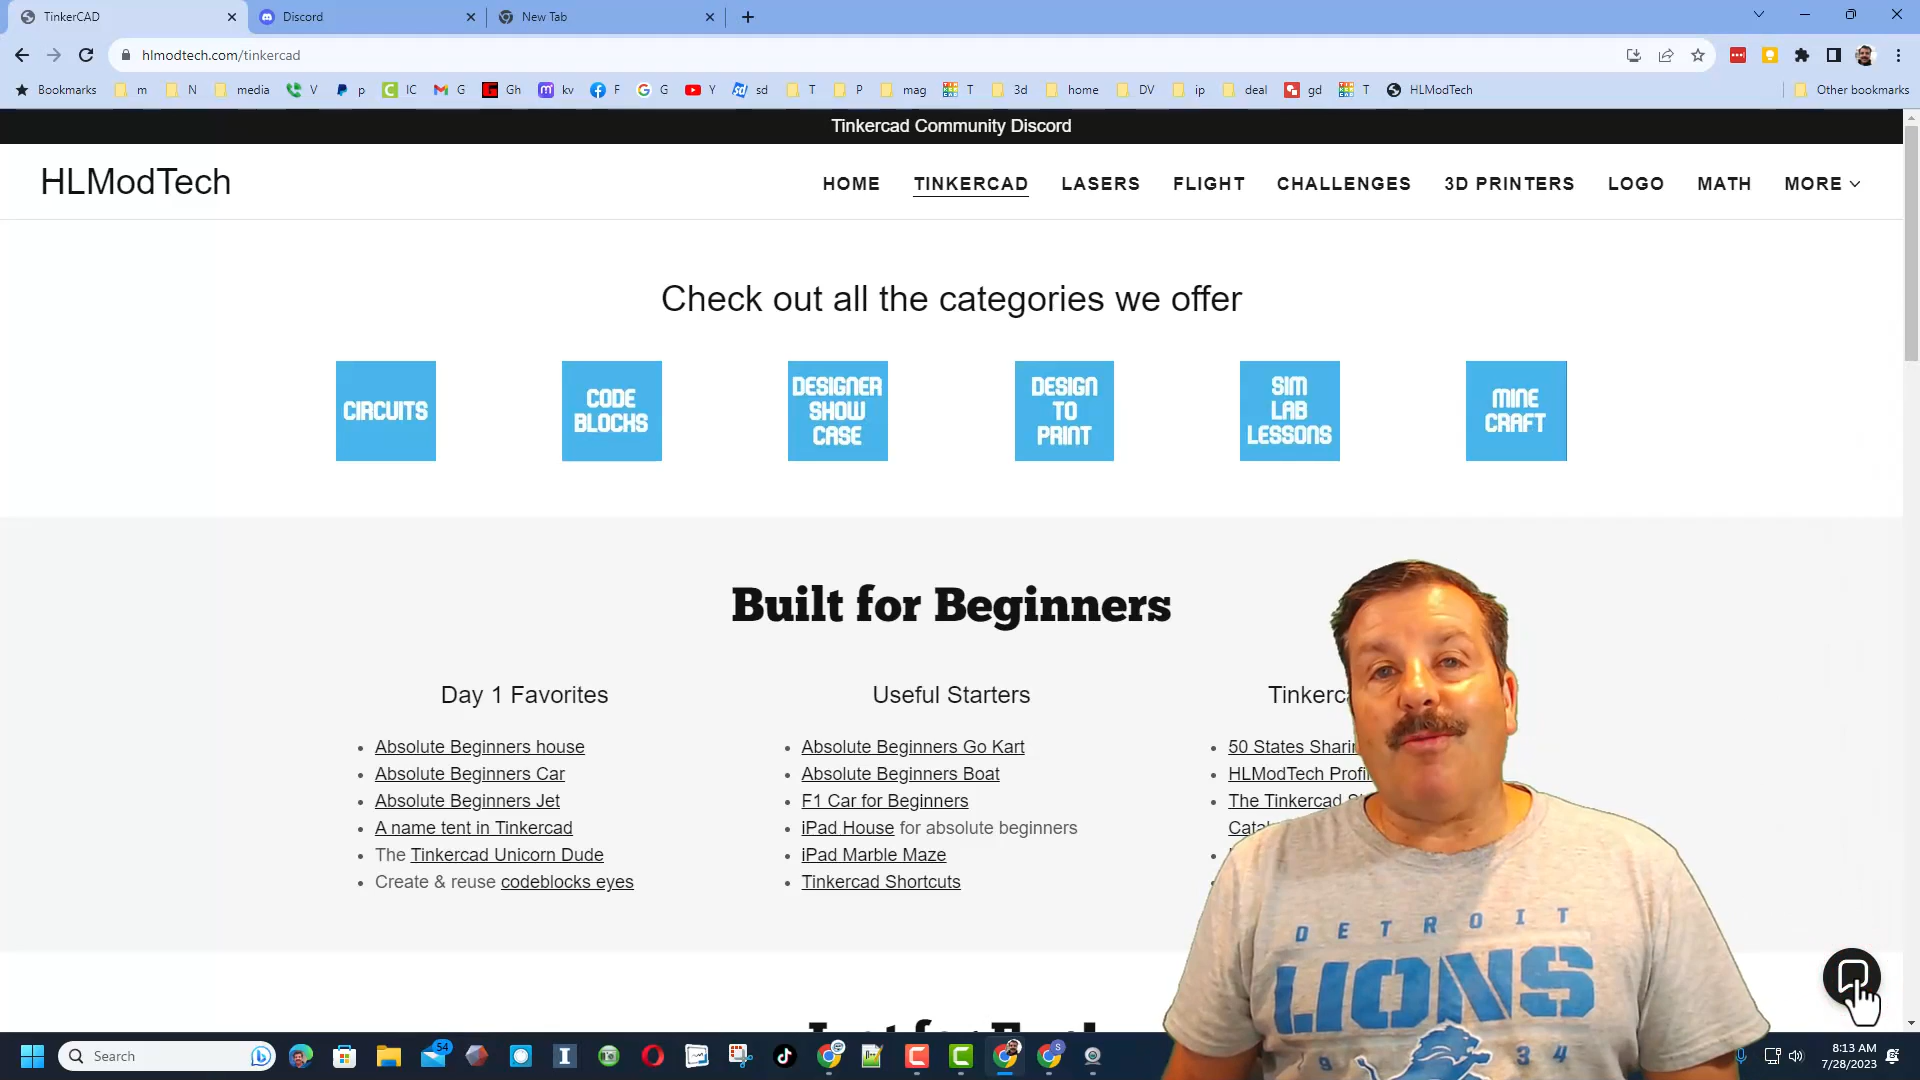 TinkerCAD
Discord
New Tab
hlmodtech.com/tinkercad
Bookmarks m N media V p IC G Gh kv F G Y sd T P mag T 3d home DV ip deal gd T HLModTech Other bookmarks
Tinkercad Community Discord
HLModTech
HOME TINKERCAD LASERS FLIGHT CHALLENGES 3D PRINTERS LOGO MATH MORE
Check out all the categories we offer
CIRCUITS
CODE
BLOCKS
DESIGNER
SHOW
CASE
DESIGN
TO
PRINT
SIM
LAB
LESSONS
MINE
CRAFT
Built for Beginners
Day 1 Favorites
Absolute Beginners house
Absolute Beginners Car
Absolute Beginners Jet
A name tent in Tinkercad
The Tinkercad Unicorn Dude
Create & reuse codeblocks eyes
Useful Starters
Absolute Beginners Go Kart
Absolute Beginners Boat
F1 Car for Beginners
iPad House for absolute beginners
iPad Marble Maze
Tinkercad Shortcuts
50 States
HLModTech
The Tinkercad
DETROIT
LIONS
1934
Search
54
8:13 AM
7/28/2023